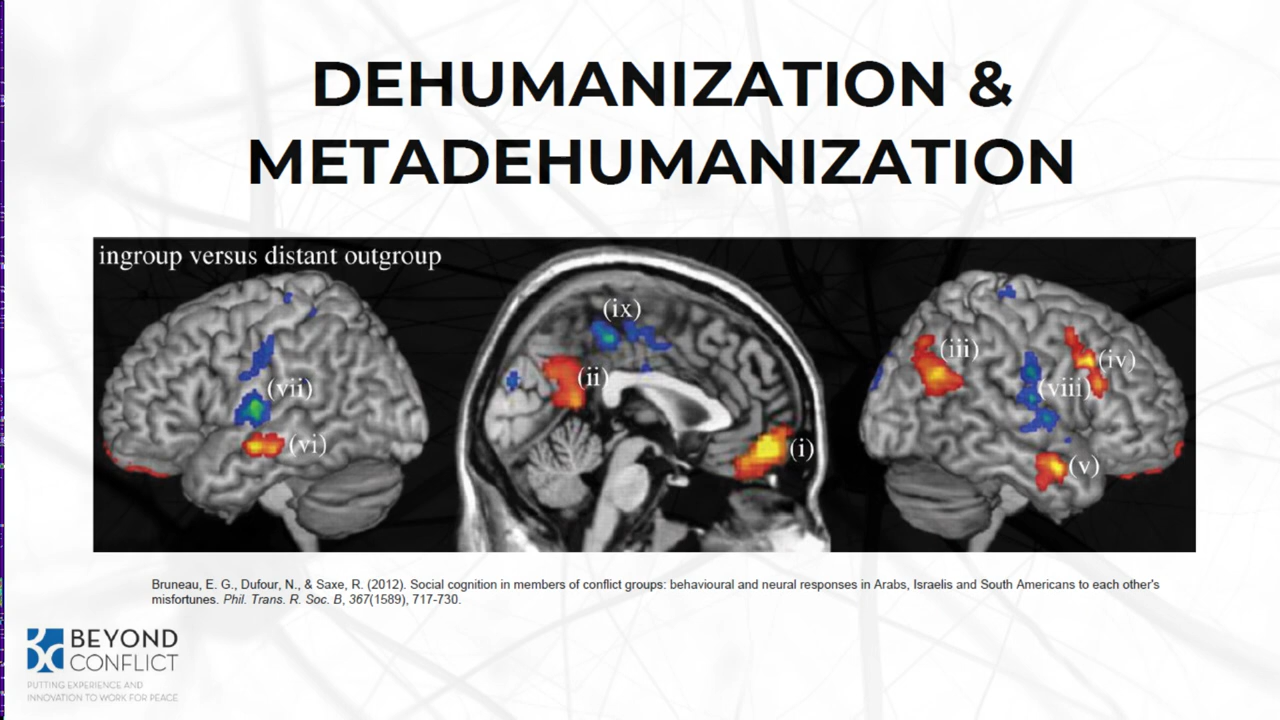 DEHUMANIZATION &
METADEHUMANIZATION
ingroup versus distant outgroup
(vii)
(vi)
(ix)
(ii)
(i)
(iii)
(iv)
(viii)
(v)
Bruneau, E. G., Dufour, N., & Saxe, R. (2012). Social cognition in members of conflict groups: behavioural and neural responses in Arabs, Israelis and South Americans to each other's
misfortunes. Phil. Trans. R. Soc. B, 367(1589), 717-730.
BEYOND
CONFLICT
PUTTING EXPERIENCE AND
INNOVATION TO WORK FOR PEACE